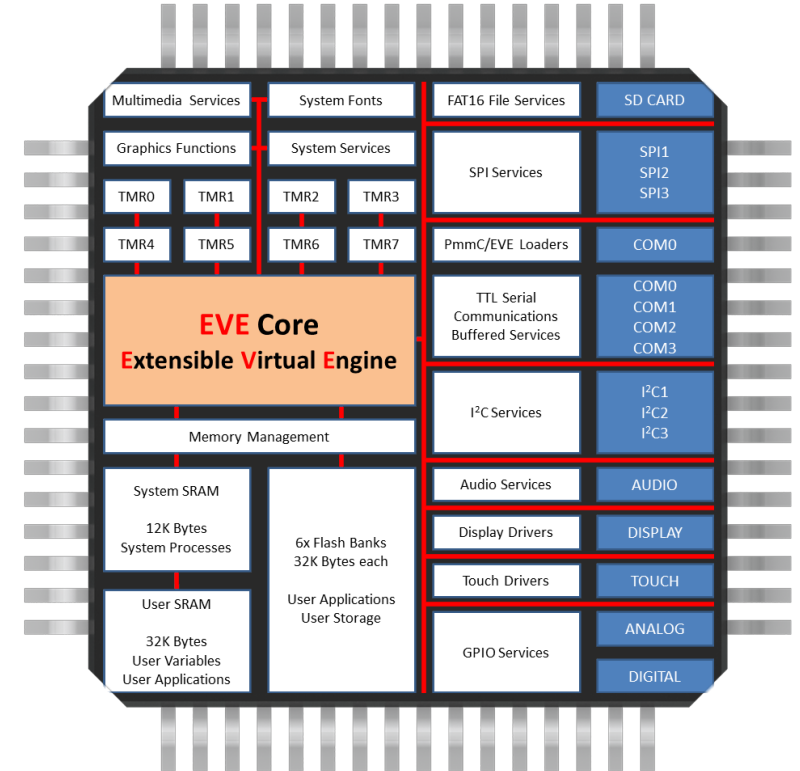 Multimedia Services
System Fonts
FAT16 File Services
SD CARD
Graphics Functions
System Services
SPI Services
SPI1
SPI2
SPI3
TMR0
TMR1
TMR2
TMR3
TMR4
TMR5
TMR6
TMR7
PmmC/EVE Loaders
COM0
EVE Core
Extensible Virtual Engine
TTL Serial
Communications
Buffered Services
COM0
COM1
COM2
COM3
I²C Services
I²C1
I²C2
I²C3
Memory Management
System SRAM
12K Bytes
System Processes
6x Flash Banks
32K Bytes each
User Applications
User Storage
User SRAM
32K Bytes
User Variables
User Applications
Audio Services
AUDIO
Display Drivers
DISPLAY
Touch Drivers
TOUCH
GPIO Services
ANALOG
DIGITAL